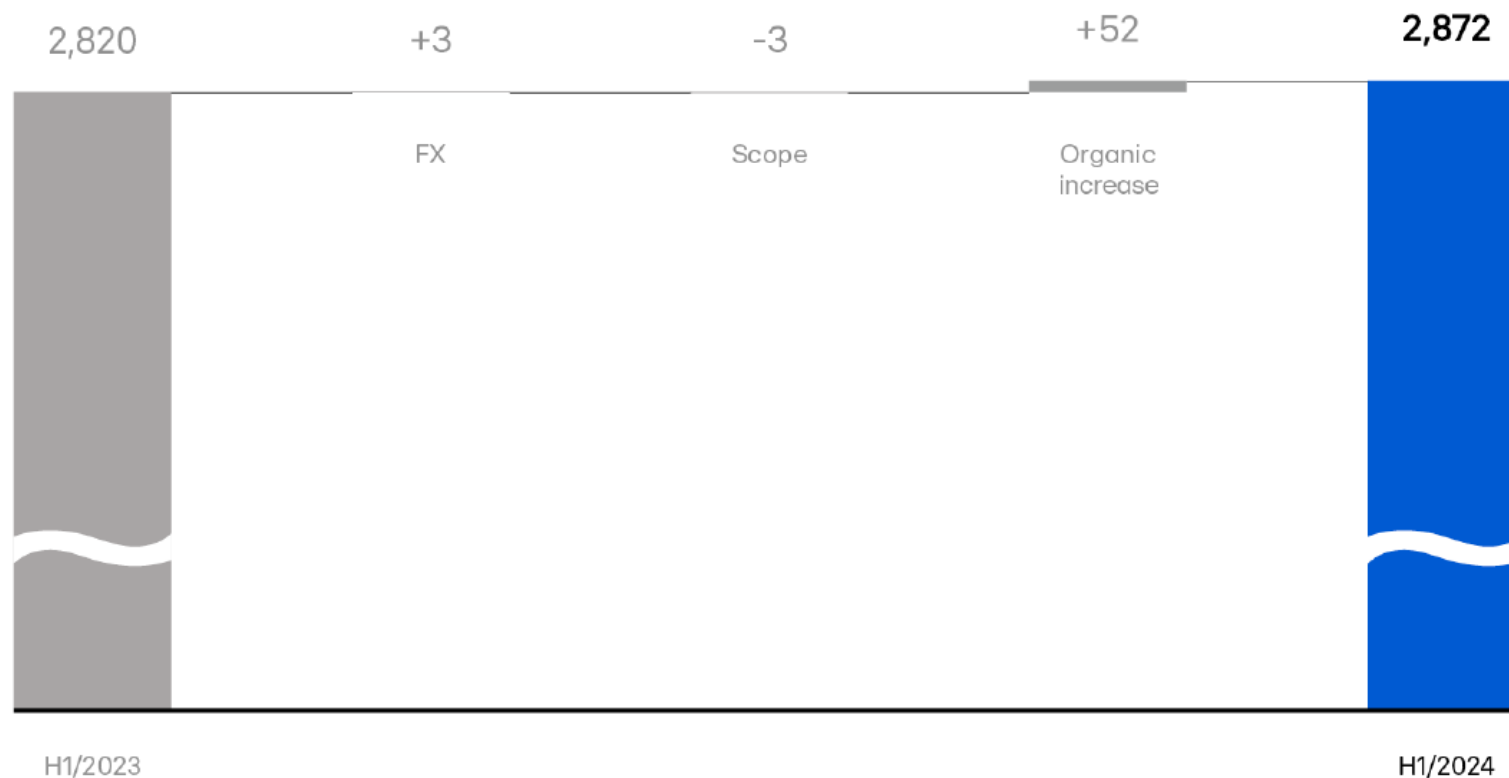 2,820
+3
-3
+52
2,872
FX
Scope
Organic
increase
H1/2023
H1/2024